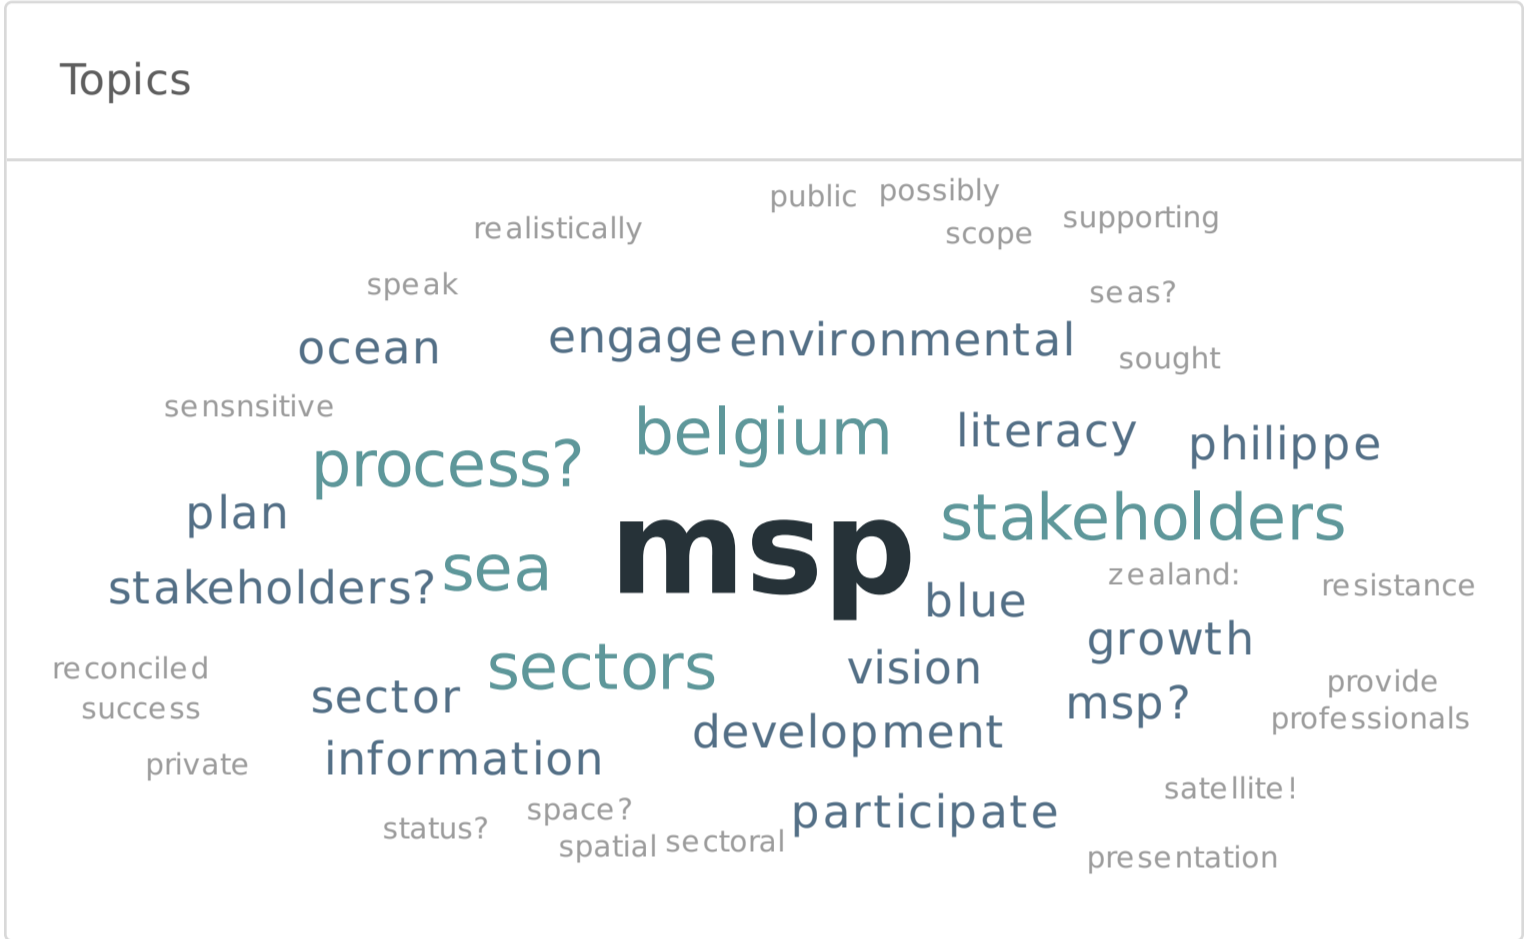 Topics
public possibly
realistically scope supporting
speak seas?
ocean engage environmental sought
sensnsitive
process? belgium literacy philippe
plan msp stakeholders
stakeholders? sea blue zealand: resistance
reconciled sectors vision growth
success sector msp? provide
professionals
private information development
satellite!
status? space? participate
spatial sectoral
presentation